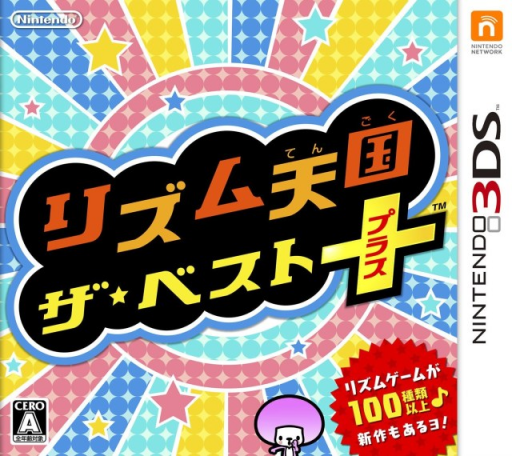 Nintendo
NINTENDO
NETWORK
てん ごく
リズム天国
ザ★ベスト
プラス
TM
NINTENDO 3DS
TM
リズムゲームが
100種類
以上♪
新作もあるヨ!
CERO
A
全年齢対象